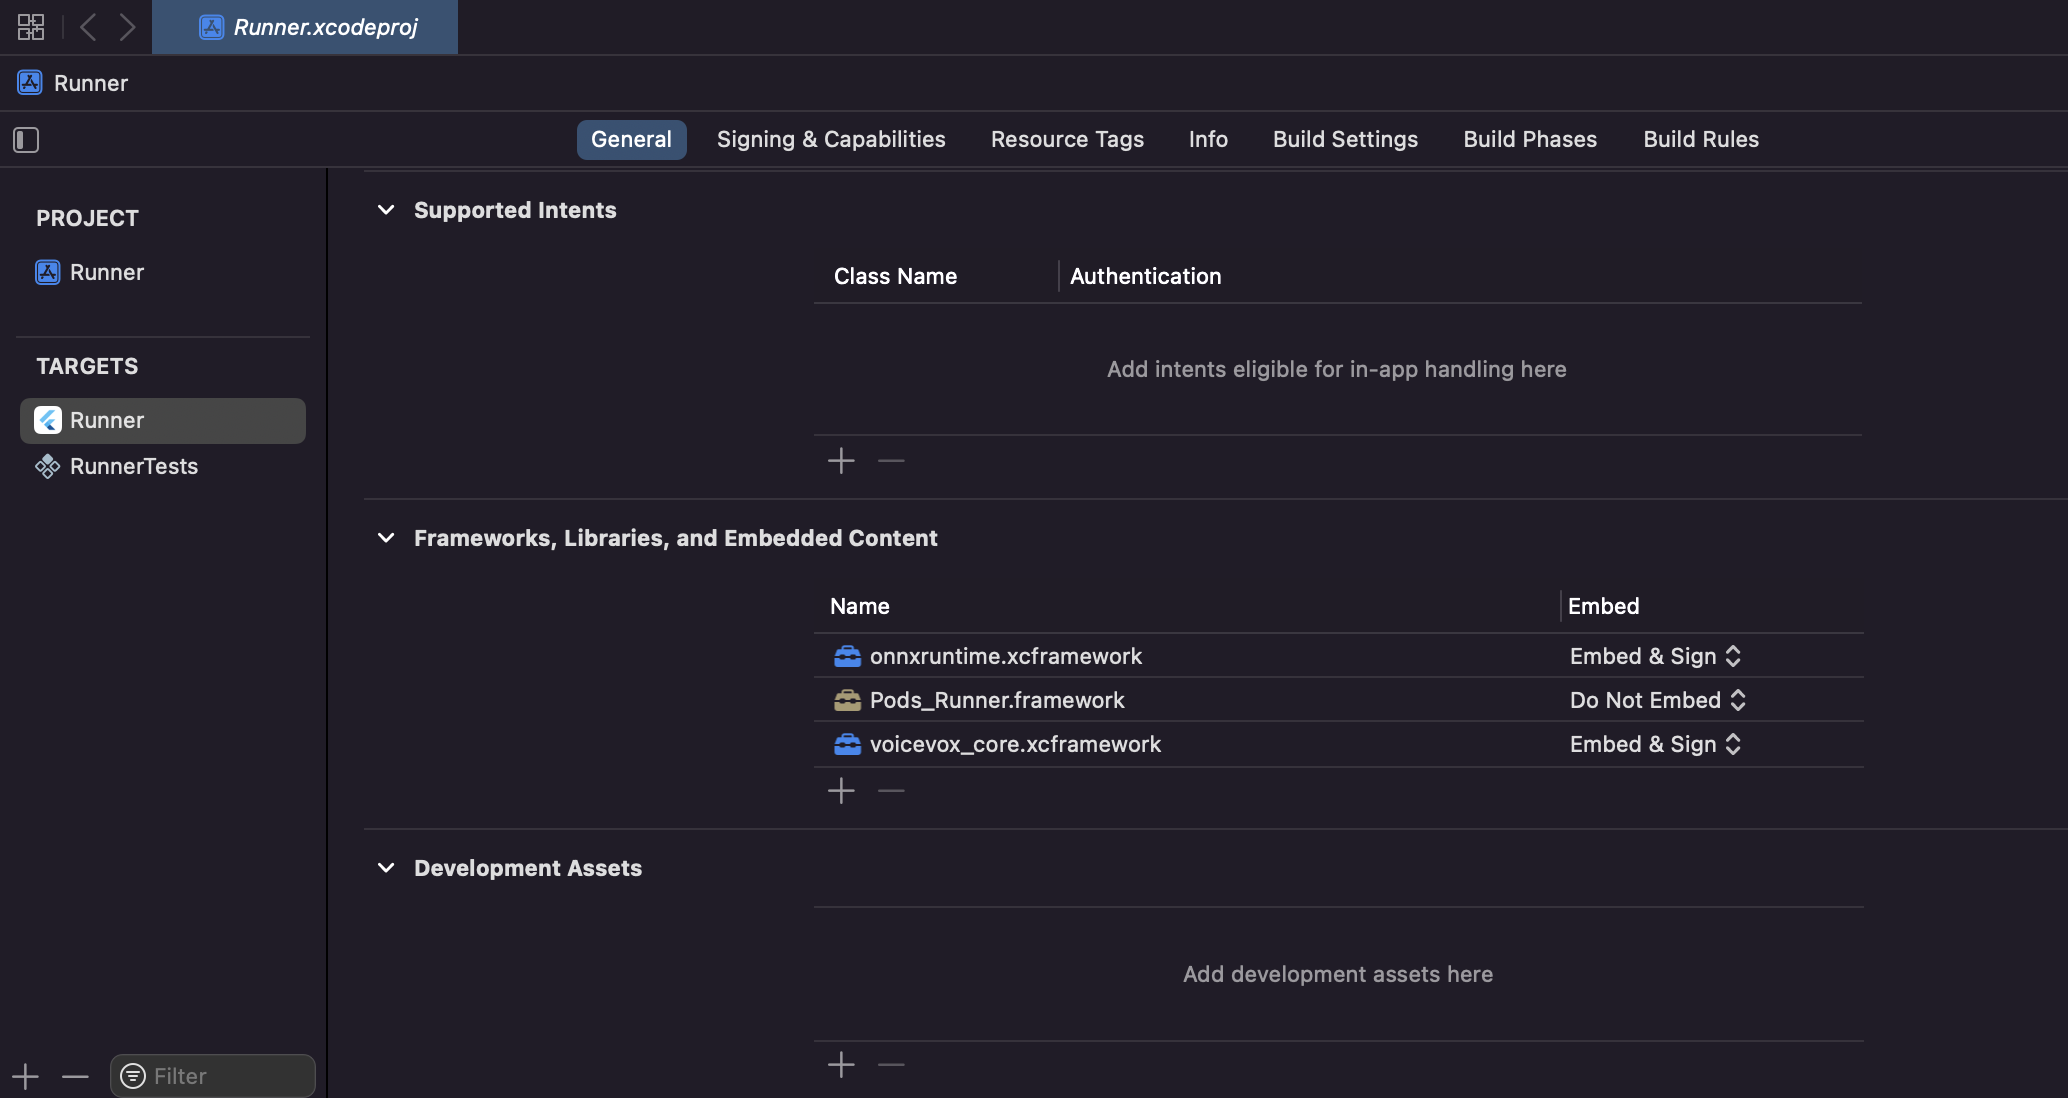 Runner.xcodeproj
Runner
General Signing & Capabilities Resource Tags Info Build Settings Build Phases Build Rules
PROJECT
Runner
TARGETS
Runner
RunnerTests
Filter
Supported Intents
Class Name Authentication
Add intents eligible for in-app handling here
Frameworks, Libraries, and Embedded Content
Name Embed
onnxruntime.xcframework Embed & Sign
Pods_Runner.framework Do Not Embed
voicevox_core.xcframework Embed & Sign
Development Assets
Add development assets here